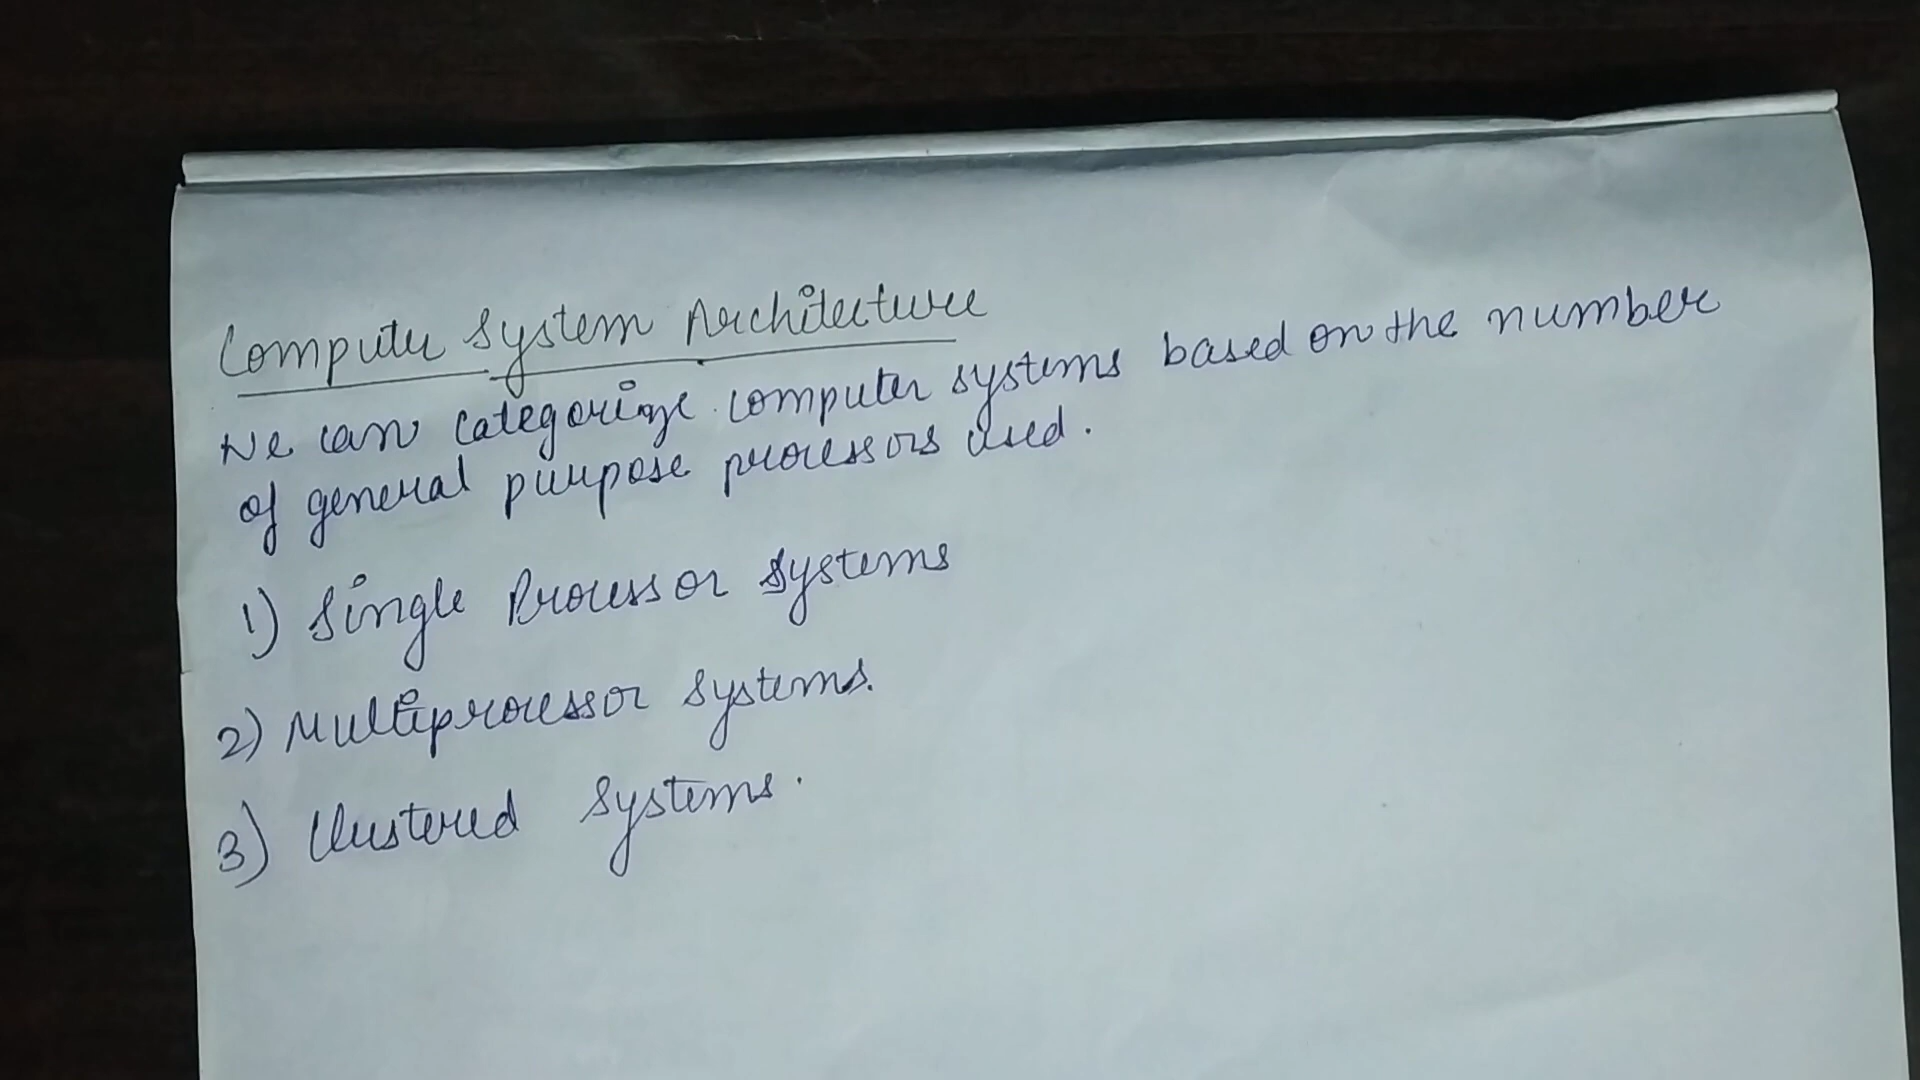 Computer System Architecture
We can categorize computer systems based on the number
of general purpose processors used.
1) Single Processor Systems
2) Multiprocessor Systems.
3) Clustered Systems.